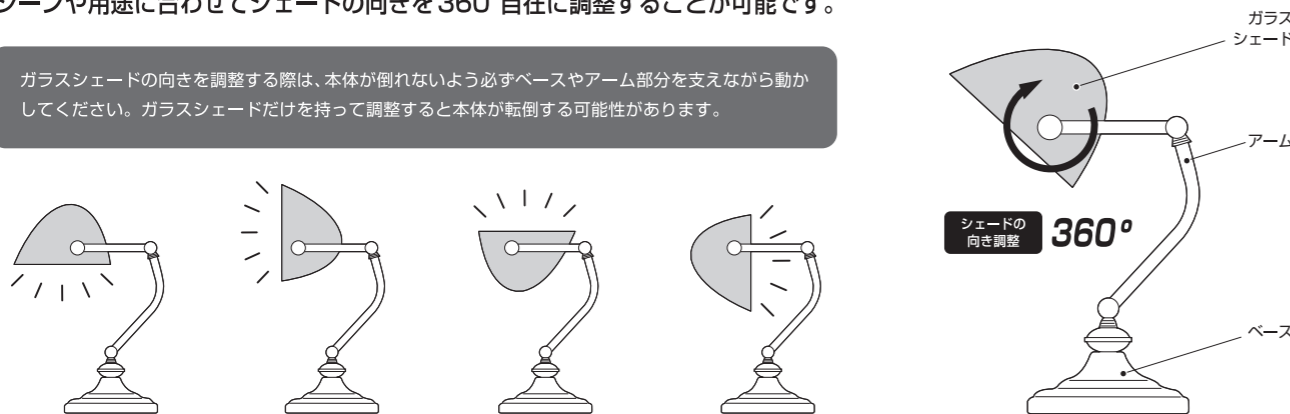 シーンや用途に合わせてシェードの向きを360°自在に調整することが可能です。
ガラスシェードの向きを調整する際は、本体が倒れないよう必ずベースやアーム部分を支えながら動か
してください。ガラスシェードだけを持って調整すると本体が転倒する可能性があります。
ガラス
シェード
アーム
シェードの
向き調整
360°
ベース